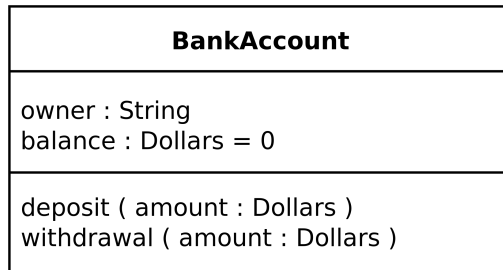 BankAccount
owner : String
balance : Dollars = 0
deposit ( amount : Dollars )
withdrawal ( amount : Dollars )